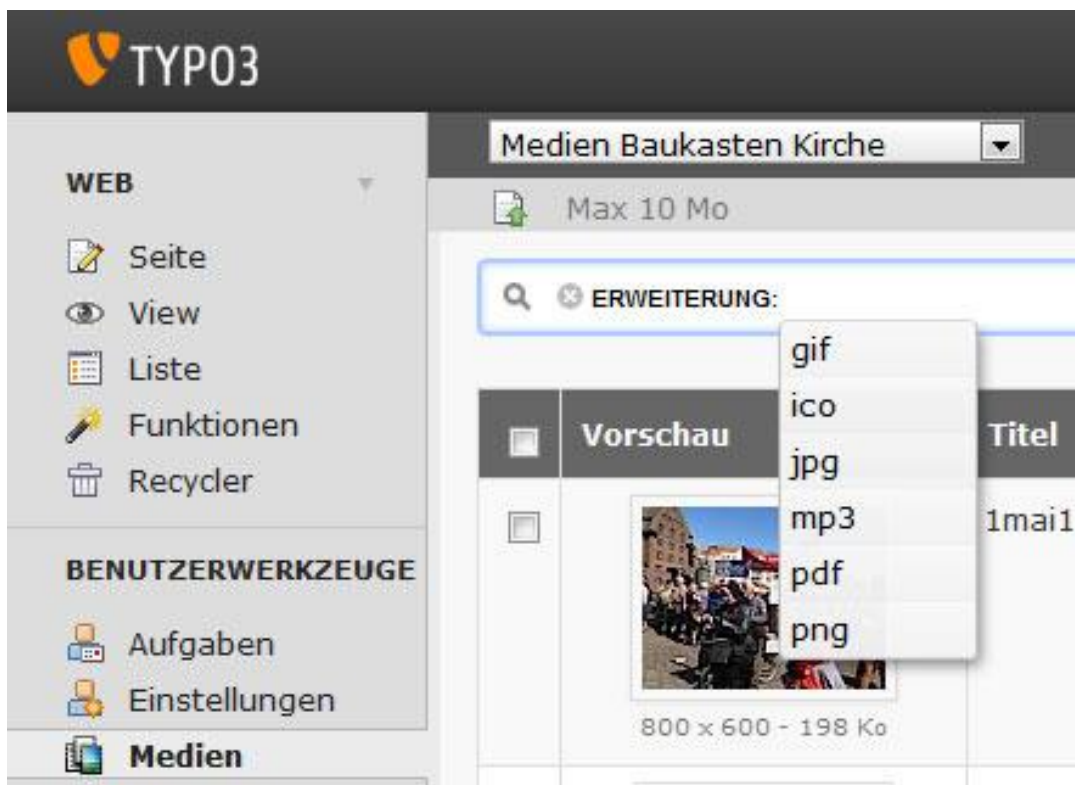 TYPO3
WEB
Seite
View
Liste
Funktionen
Recycler
BENUTZERWERKZEUGE
Aufgaben
Einstellungen
Medien
Medien Baukasten Kirche
Max 10 Mo
ERWEITERUNG:
gif
ico
jpg
mp3
pdf
png
Vorschau Titel
1mai1
800 x 600 - 198 Ko